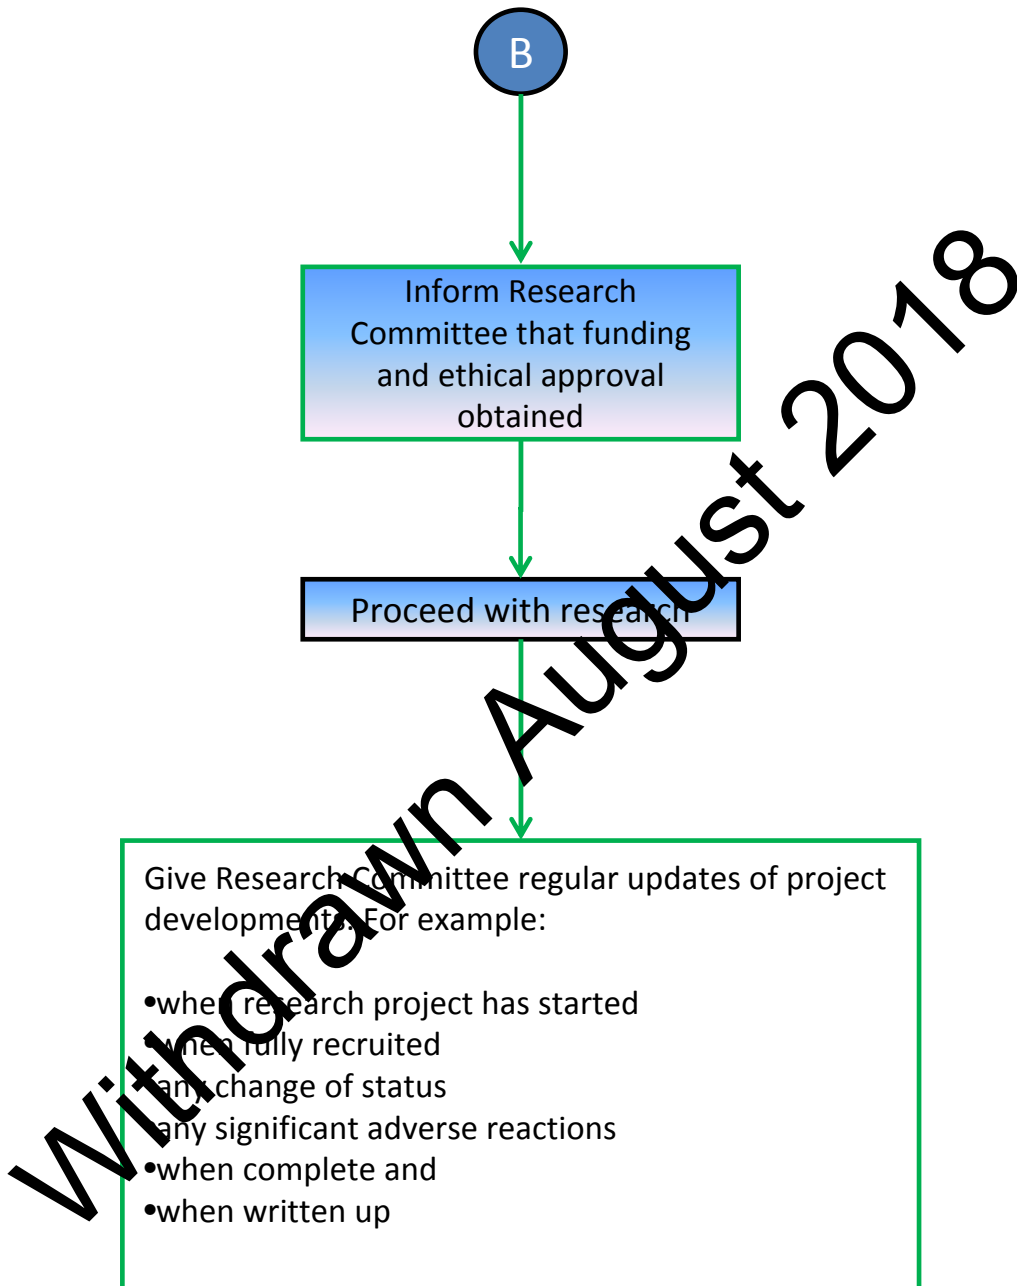 B
Inform Research
Committee that funding
and ethical approval
obtained
Proceed with research
Give Research Committee regular updates of project
developments. For example:
•when research project has started
•when fully recruited
•any change of status
•any significant adverse reactions
•when complete and
•when written up
Withdrawn August 2018